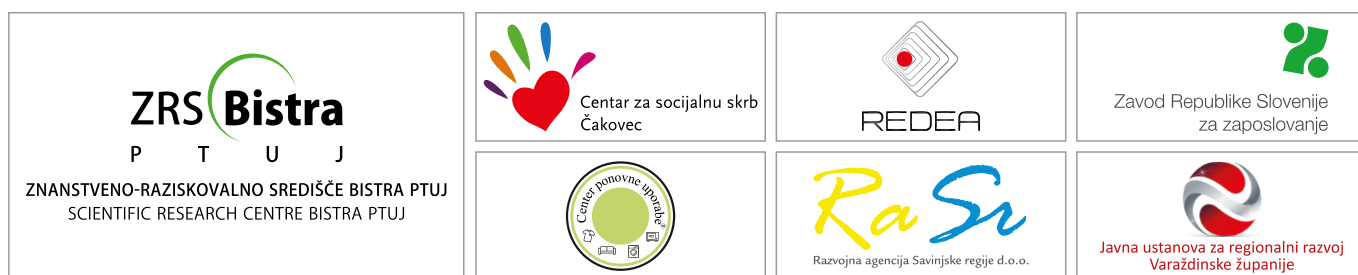 ZRS Bistra
PTUJ
ZNANSTVENO-RAZISKOVALNO SREDIŠČE BISTRA PTUJ
SCIENTIFIC RESEARCH CENTRE BISTRA PTUJ
Centar za socijalnu skrb
Čakovec
REDEA
Zavod Republike Slovenije
za zaposlovanje
Center ponovne uporabe®
RaSr
Razvojna agencija Savinjske regije d.o.o.
Javna ustanova za regionalni razvoj
Varaždinske županije